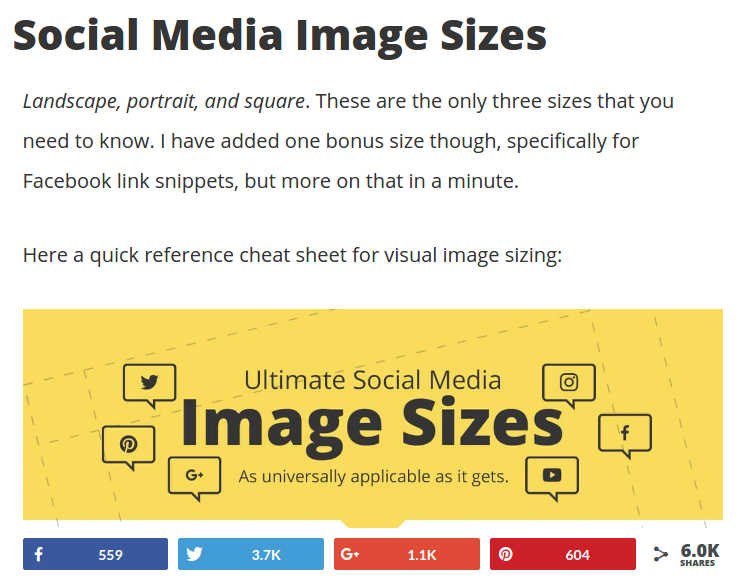 Social Media Image Sizes
Landscape, portrait, and square. These are the only three sizes that you
need to know. I have added one bonus size though, specifically for
Facebook link snippets, but more on that in a minute.
Here a quick reference cheat sheet for visual image sizing:
Ultimate Social Media
Image Sizes
As universally applicable as it gets.
G+
f 559
3.7K
G+ 1.1K
604
6.0K
SHARES